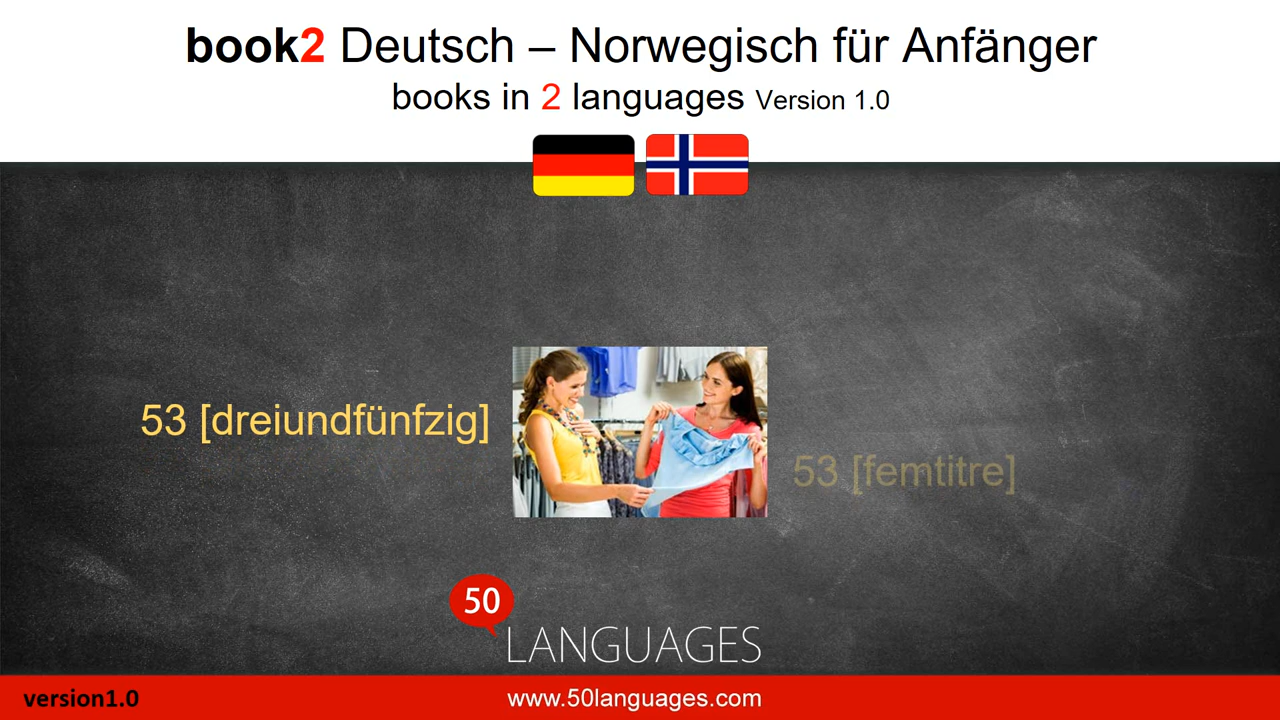 book2 Deutsch – Norwegisch für Anfänger
books in 2 languages Version 1.0
53 [dreiundfünfzig]
53 [femtitre]
50
LANGUAGES
version1.0
www.50languages.com